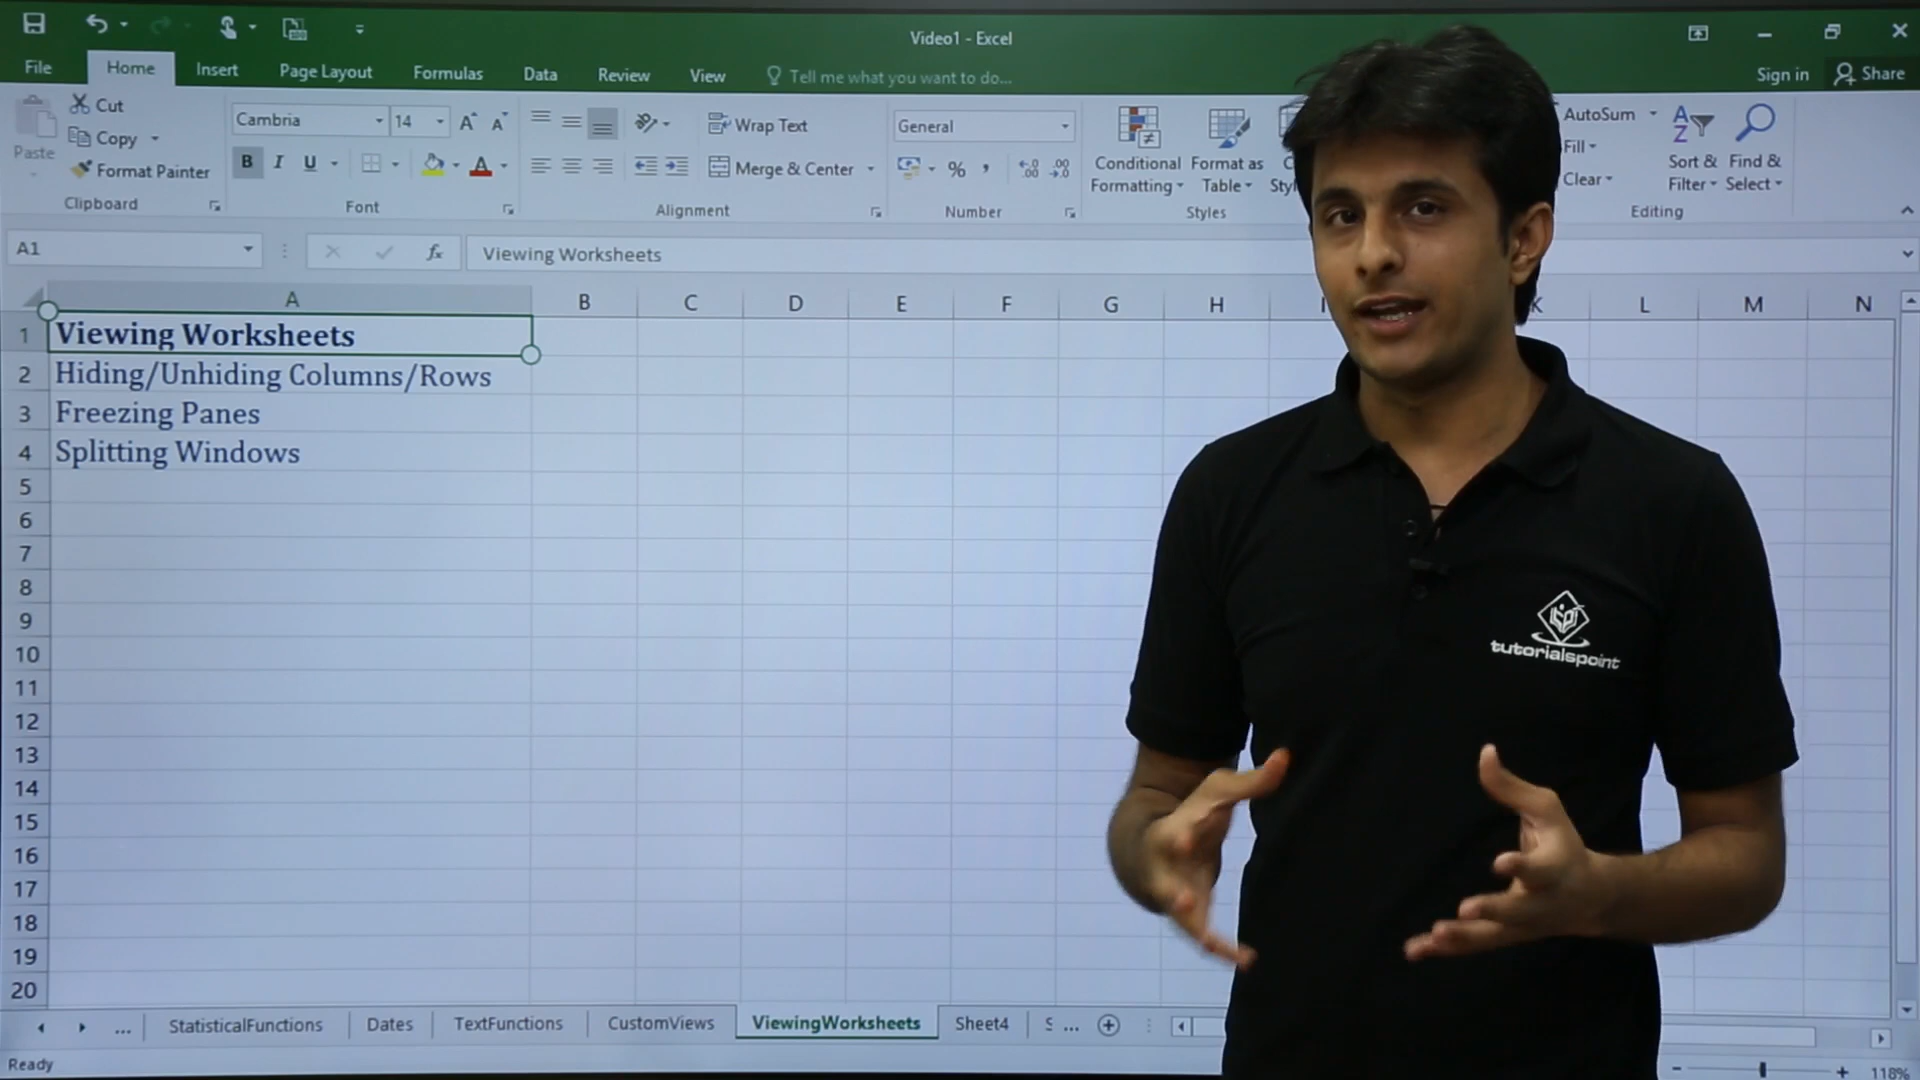 Video1 - Excel
File Home Insert Page Layout Formulas Data Review View Tell me what you want to do... Sign in Share
Paste
Cut
Copy
Format Painter
Clipboard
Cambria 14
B I U
Font
Wrap Text
Merge & Center
Alignment
General
%
Number
Conditional Formatting
Format as Table
Styles
AutoSum
Fill
Clear
Sort & Filter
Find & Select
Editing
A1 fx Viewing Worksheets
A B C D E F G H K L M N
1 Viewing Worksheets
2 Hiding/Unhiding Columns/Rows
3 Freezing Panes
4 Splitting Windows
5
6
7
8
9
10
11
12
13
14
15
16
17
18
19
20
tutorialspoint
... StatisticalFunctions Dates TextFunctions CustomViews ViewingWorksheets Sheet4 S ...
Ready
118%